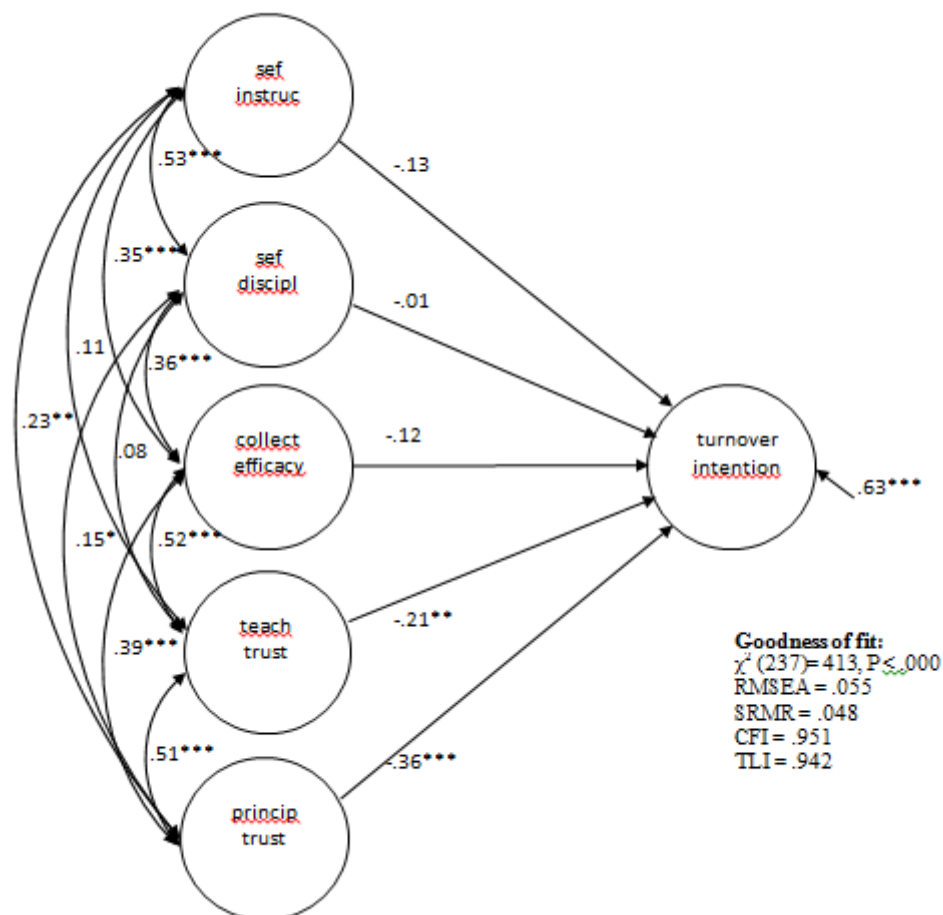 sef
instruc
-.13
.53***
sef
discipl
.35***
-.01
.11
.36***
collect
efficacy
-.12
turnover
intention
.23**
.08
.63***
.15*
.52***
teach
trust
-.21**
.39***
Goodness of fit:
χ² (237)= 413, P≤ .000
RMSEA = .055
SRMR = .048
CFI = .951
TLI = .942
.51***
-.36***
princip
trust